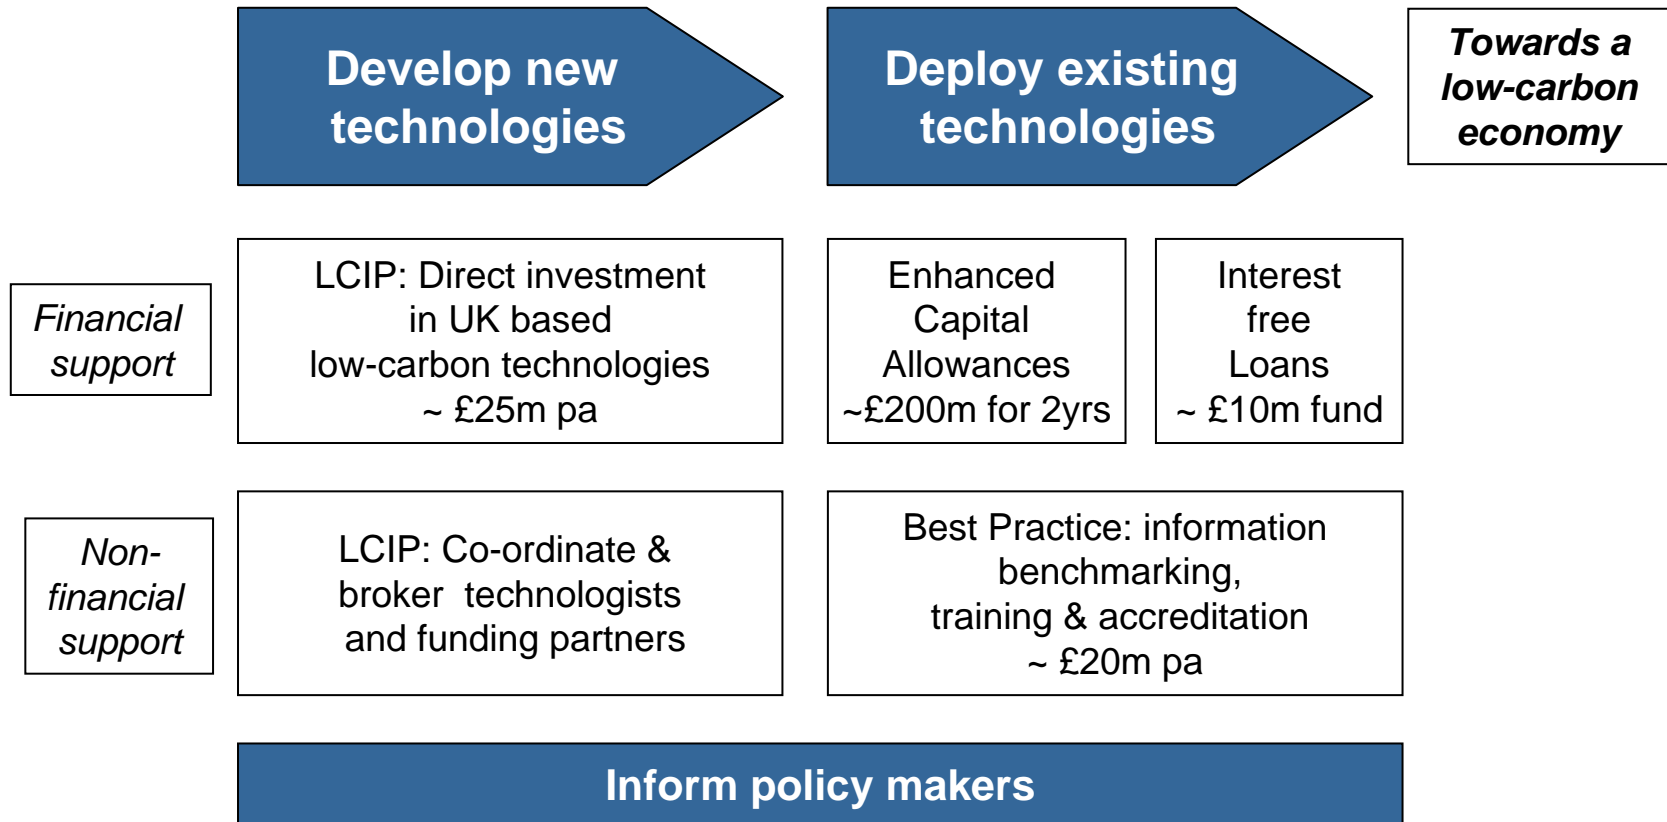 Develop new
technologies
Deploy existing
technologies
Towards a
low-carbon
economy
Financial
support
LCIP: Direct investment
in UK based
low-carbon technologies
~ £25m pa
Enhanced
Capital
Allowances
~£200m for 2yrs
Interest
free
Loans
~ £10m fund
Non-
financial
support
LCIP: Co-ordinate &
broker technologists
and funding partners
Best Practice: information
benchmarking,
training & accreditation
~ £20m pa
Inform policy makers